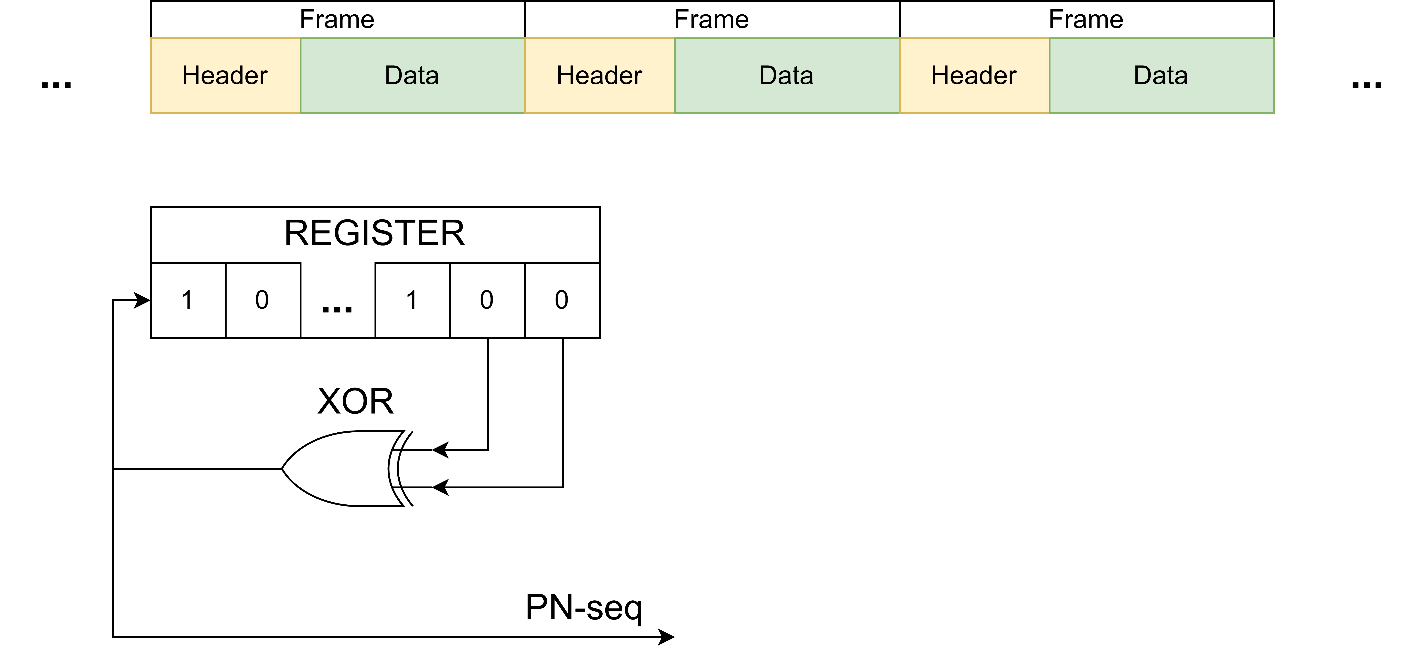 Frame Frame Frame
... Header Data Header Data Header Data ...
REGISTER
1 0 ... 1 0 0
XOR
PN-seq